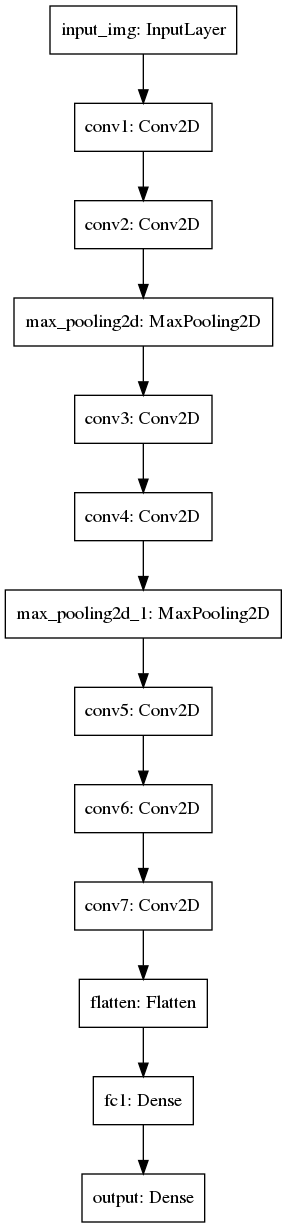 input_img: InputLayer
conv1: Conv2D
conv2: Conv2D
max_pooling2d: MaxPooling2D
conv3: Conv2D
conv4: Conv2D
max_pooling2d_1: MaxPooling2D
conv5: Conv2D
conv6: Conv2D
conv7: Conv2D
flatten: Flatten
fc1: Dense
output: Dense